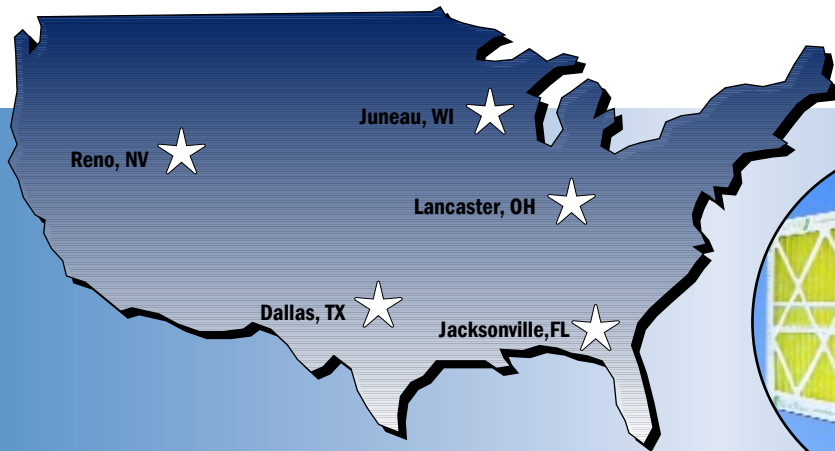 Juneau, WI
Reno, NV
Lancaster, OH
Dallas, TX
Jacksonville,FL